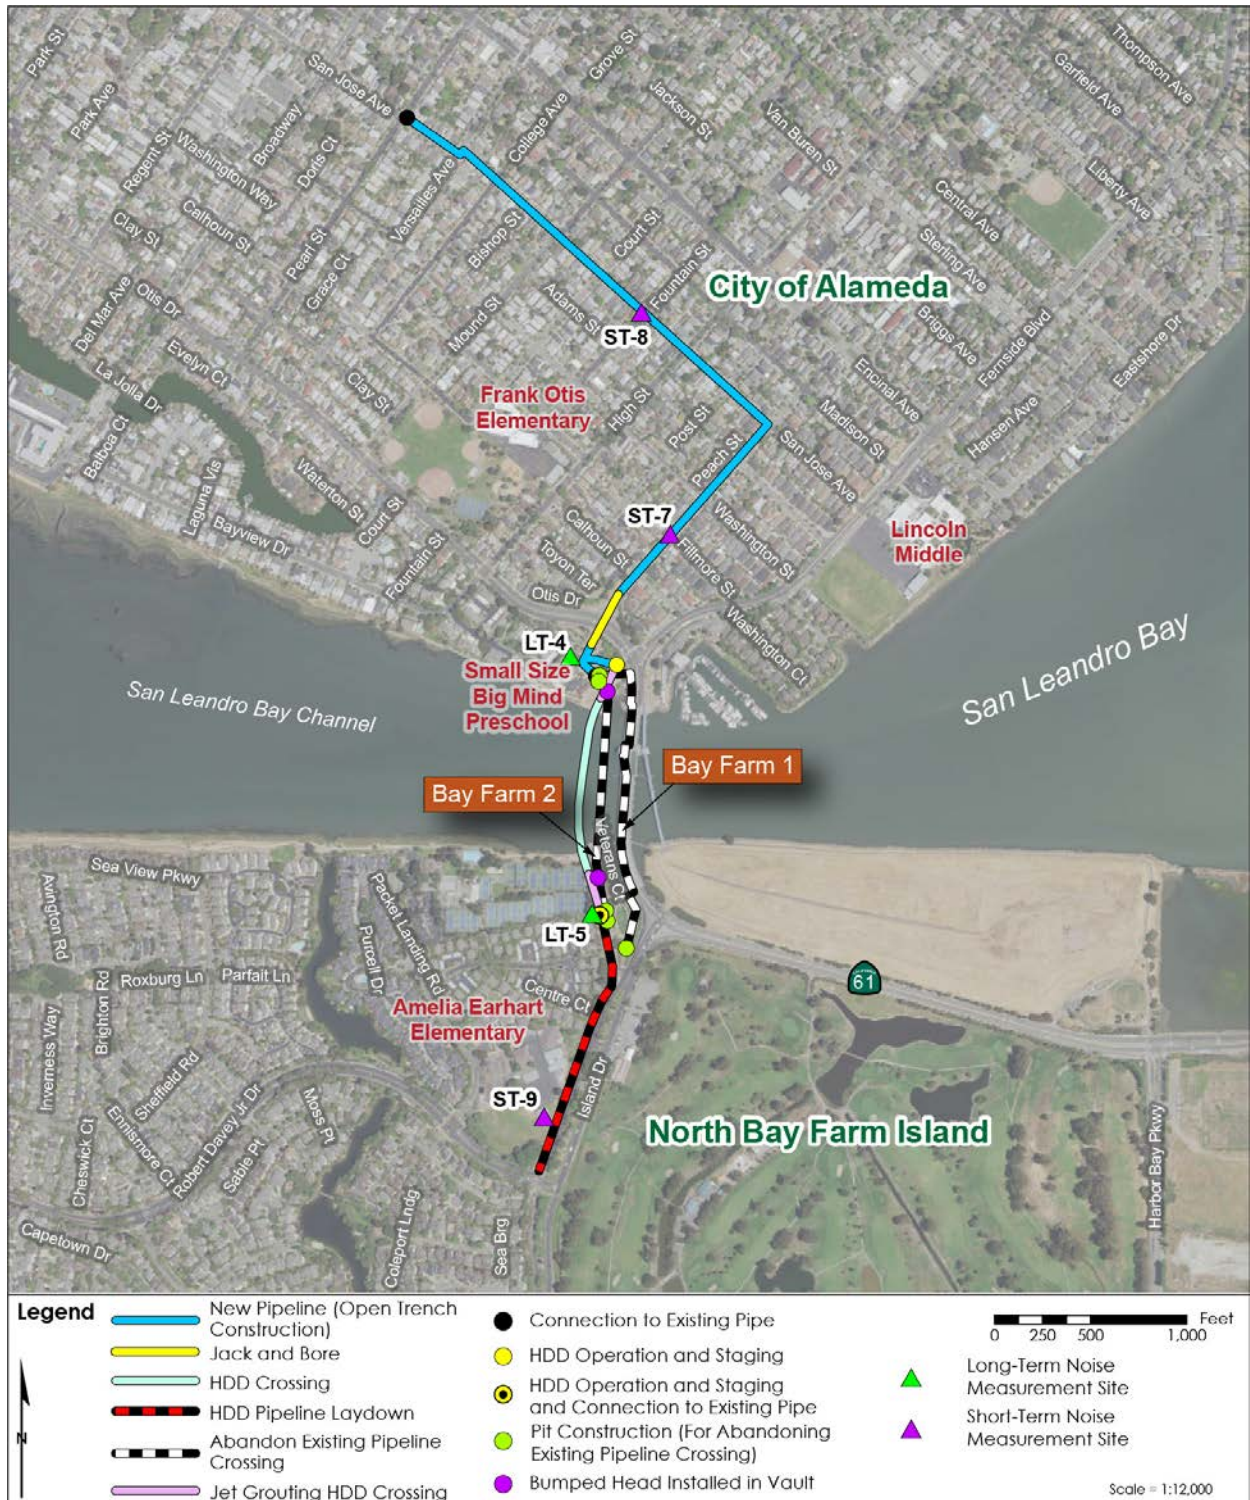 Park St
San Jose Ave
Grove St
Thompson Ave
Garfield Ave
Park Ave
Broadway
College Ave
Jackson St
Van Buren St
Regent St
Washington Way
Doris Ct
Liberty Ave
Versailles Ave
Central Ave
Clay St
Calhoun St
Pearl St
Bishop St
Court St
Sterling Ave
Grace Ct
Fountain St
City of Alameda
Del Mar Ave
Otis Dr
Mound St
Adams St
ST-8
Briggs Ave
Fernside Blvd
Eastshore Dr
Evelyn Ct
La Jolla Dr
Clay St
Frank Otis
Elementary
High St
Encinal Ave
Post St
Madison St
Hansen Ave
Balboa Ct
Peach St
San Jose Ave
Laguna Vis
Waterton St
Court St
ST-7
Washington St
Lincoln
Middle
Bayview Dr
Calhoun St
Fillmore St
Fountain St
Toyon Ter
Otis Dr
Washington Ct
LT-4
Small Size
Big Mind
Preschool
San Leandro Bay
San Leandro Bay Channel
Bay Farm 1
Bay Farm 2
Veterans Ct
Sea View Pkwy
Avington Rd
Packet Landing Rd
Purcell Dr
LT-5
Roxburg Ln
Parfait Ln
Centre Ct
CALIFORNIA
61
Brighton Rd
Amelia Earhart
Elementary
Inverness Way
Sheffield Rd
Island Dr
ST-9
Moss Pt
Ennismore Ct
Robert Davey Jr Dr
North Bay Farm Island
Cheswick Ct
Sable Pt
Harbor Bay Pkwy
Capetown Dr
Coleport Lndg
Sea Brg
Legend
New Pipeline (Open Trench
Construction)
Jack and Bore
HDD Crossing
HDD Pipeline Laydown
Abandon Existing Pipeline
Crossing
Jet Grouting HDD Crossing
N
Connection to Existing Pipe
HDD Operation and Staging
HDD Operation and Staging
and Connection to Existing Pipe
Pit Construction (For Abandoning
Existing Pipeline Crossing)
Bumped Head Installed in Vault
Feet
0 250 500 1,000
Long-Term Noise
Measurement Site
Short-Term Noise
Measurement Site
Scale = 1:12,000